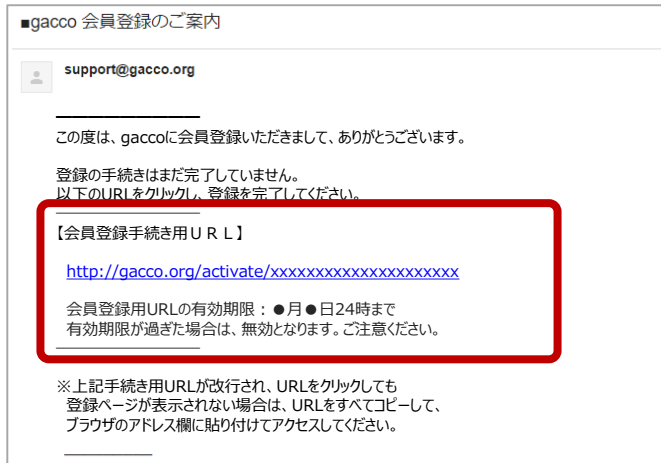 ■gacco 会員登録のご案内
support@gacco.org
この度は、gaccoに会員登録いただきまして、ありがとうございます。
登録の手続きはまだ完了していません。
以下のURLをクリックし、登録を完了してください。
【会員登録手続き用ＵＲＬ】
http://gacco.org/activate/xxxxxxxxxxxxxxxxxxxxx
会員登録用URLの有効期限：●月●日24時まで
有効期限が過ぎた場合は、無効となります。ご注意ください。
※上記手続き用URLが改行され、URLをクリックしても
登録ページが表示されない場合は、URLをすべてコピーして、
ブラウザのアドレス欄に貼り付けてアクセスしてください。